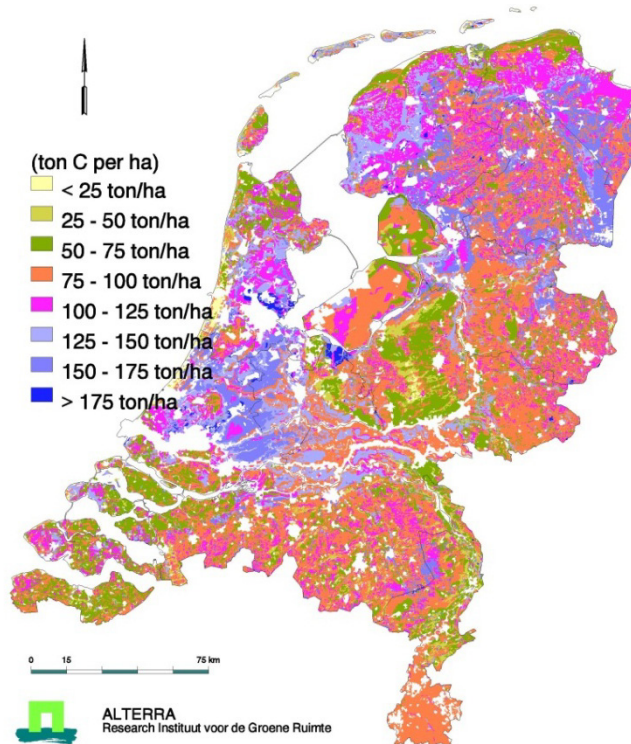 (ton C per ha)
< 25 ton/ha
25 - 50 ton/ha
50 - 75 ton/ha
75 - 100 ton/ha
100 - 125 ton/ha
125 - 150 ton/ha
150 - 175 ton/ha
> 175 ton/ha
0 15 75 km
ALTERRA
Research Instituut voor de Groene Ruimte